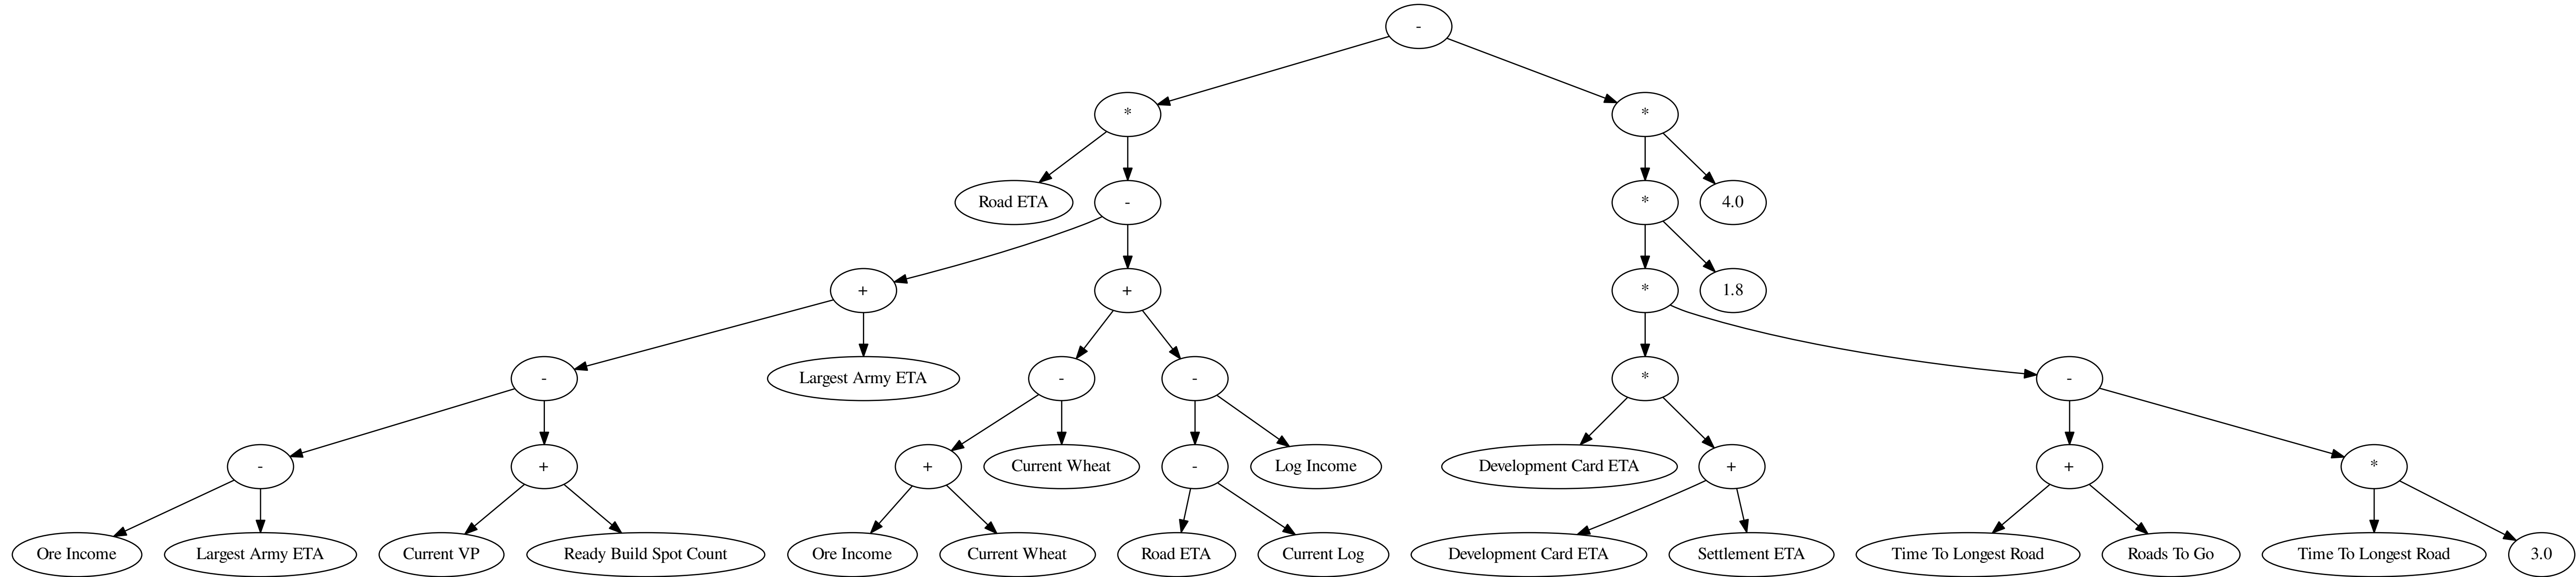 -
* *
Road ETA - * 4.0
+ + * 1.8
- Largest Army ETA - - * -
- + + Current Wheat - Log Income Development Card ETA + + *
Ore Income Largest Army ETA Current VP Ready Build Spot Count Ore Income Current Wheat Road ETA Current Log Development Card ETA Settlement ETA Time To Longest Road Roads To Go Time To Longest Road 3.0